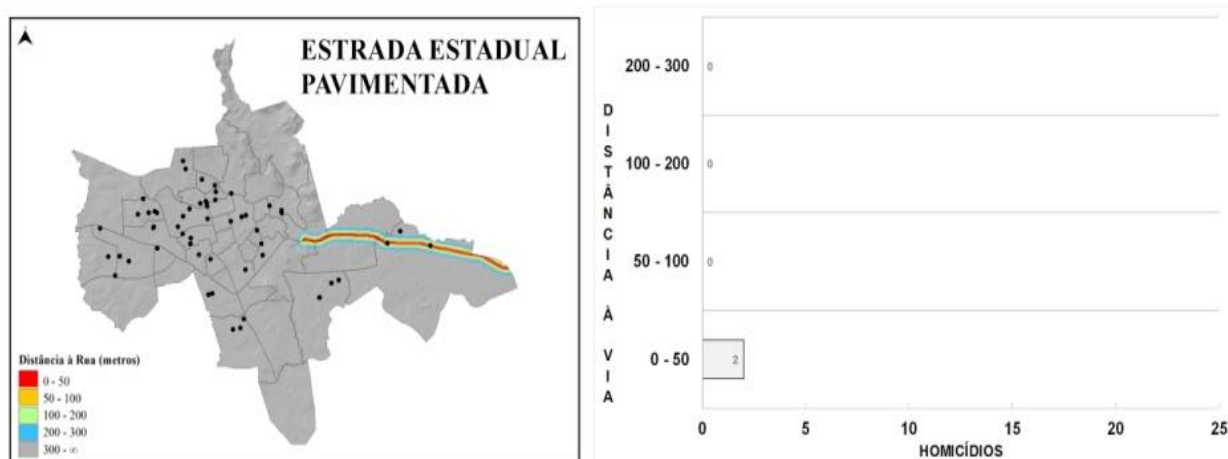 ESTRADA ESTADUAL
PAVIMENTADA
Distância à Rua (metros)
0 - 50
50 - 100
100 - 200
200 - 300
300 - ∞
DISTÂNCIA À VIA
200 - 300
0
100 - 200
0
50 - 100
0
0 - 50
2
0 5 10 15 20 25
HOMICÍDIOS